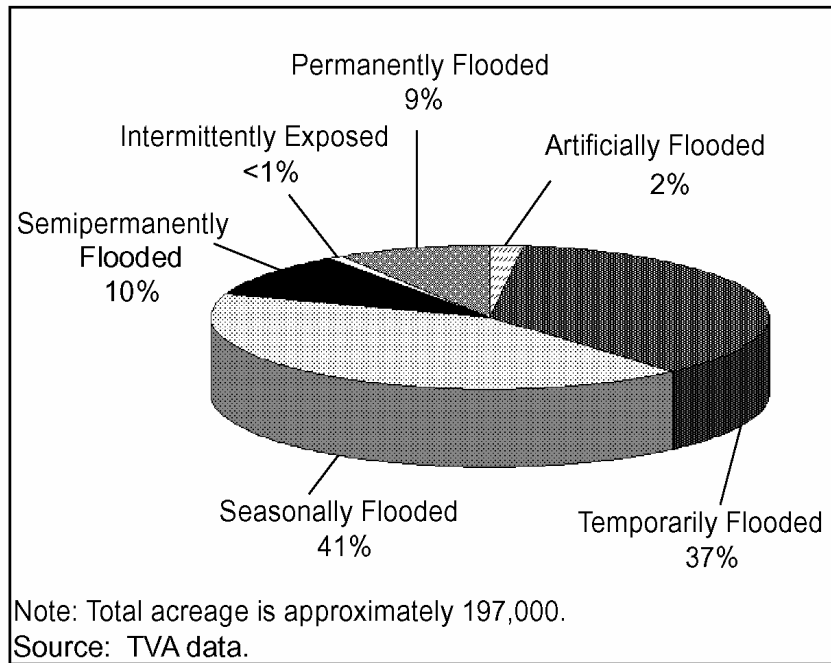 Permanently Flooded
9%
Intermittently Exposed
<1%
Artificially Flooded
2%
Semipermanently
Flooded
10%
Seasonally Flooded
41%
Temporarily Flooded
37%
Note: Total acreage is approximately 197,000.
Source: TVA data.